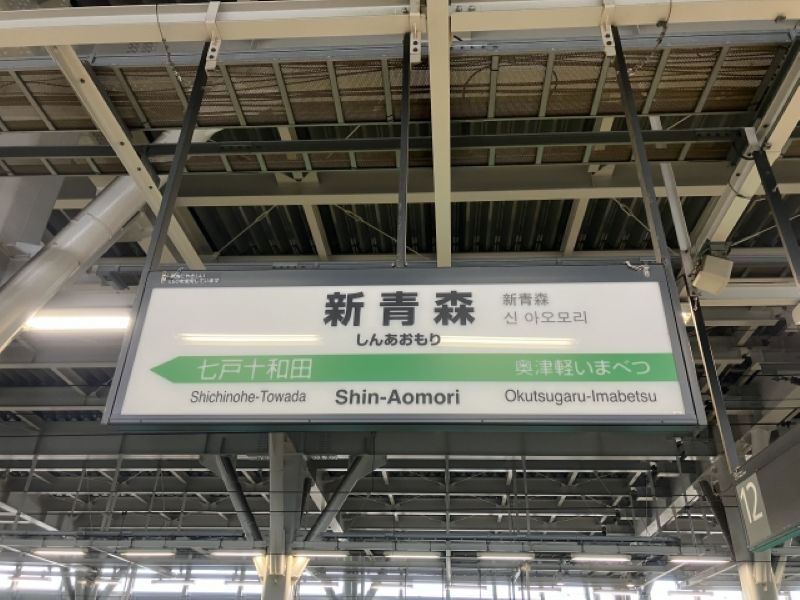 新青森
新青森
신 아오모리
しんあおもり
七戸十和田
奥津軽いまべつ
Shichinohe-Towada
Shin-Aomori
Okutsugaru-Imabetsu
12